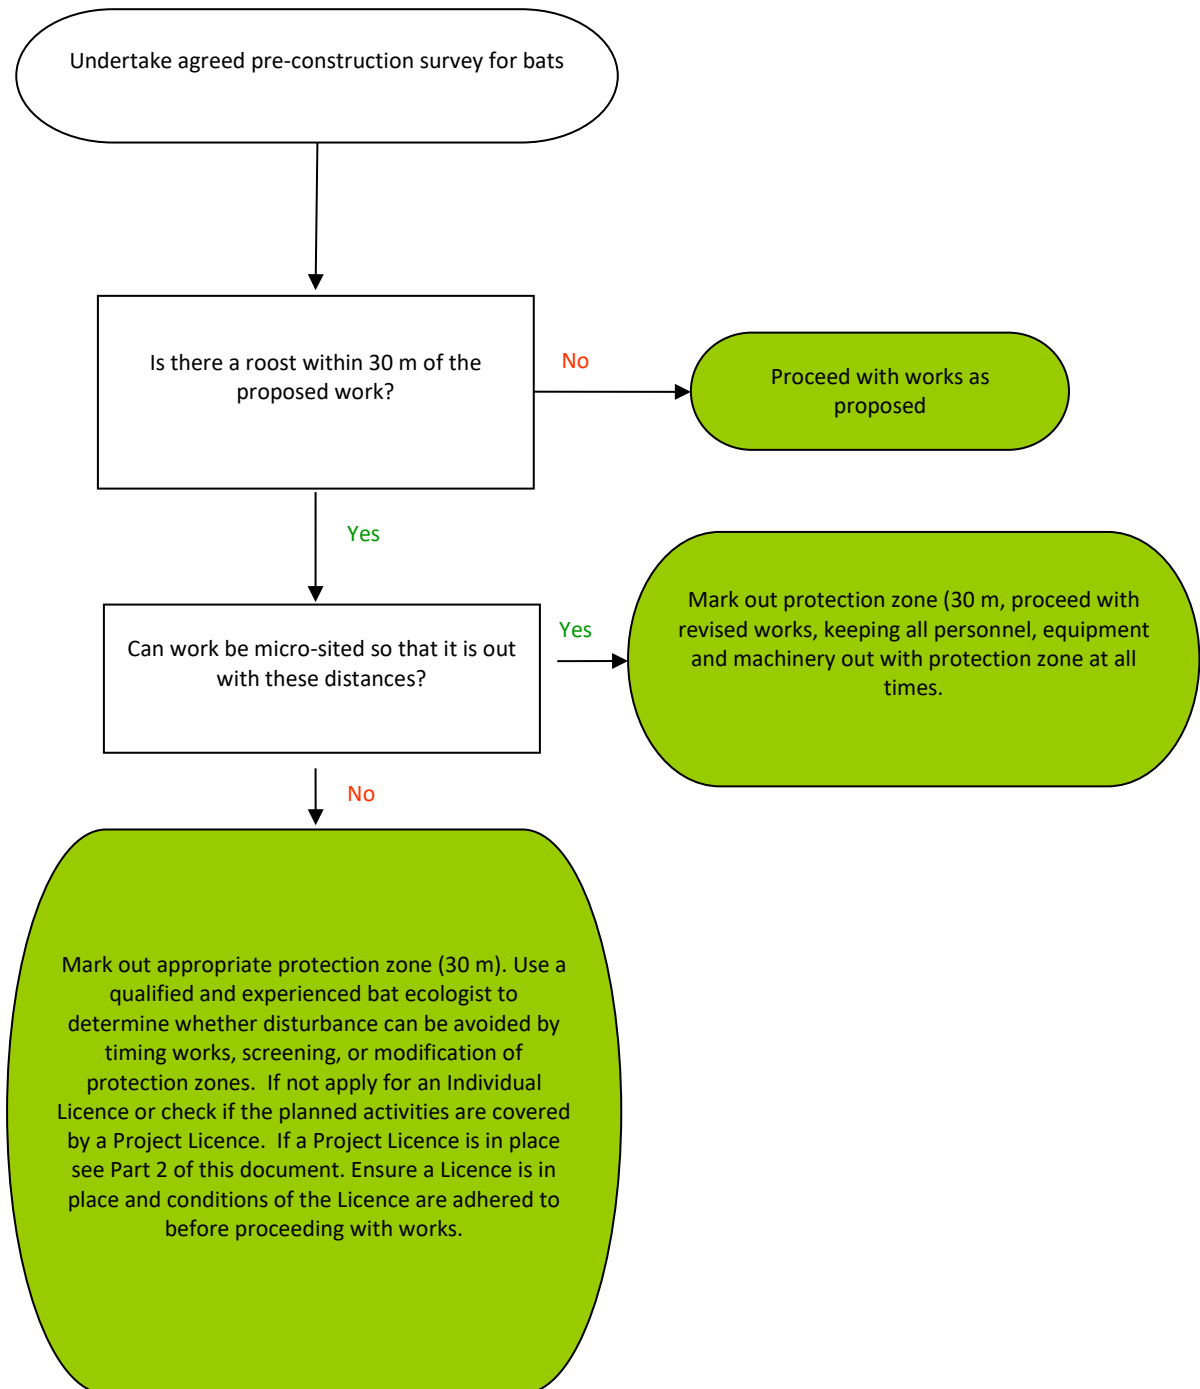 Undertake agreed pre-construction survey for bats
Is there a roost within 30 m of the
proposed work?
No
Proceed with works as
proposed
Yes
Can work be micro-sited so that it is out
with these distances?
Yes
Mark out protection zone (30 m, proceed with
revised works, keeping all personnel, equipment
and machinery out with protection zone at all
times.
No
Mark out appropriate protection zone (30 m). Use a
qualified and experienced bat ecologist to
determine whether disturbance can be avoided by
timing works, screening, or modification of
protection zones.  If not apply for an Individual
Licence or check if the planned activities are covered
by a Project Licence.  If a Project Licence is in place
see Part 2 of this document. Ensure a Licence is in
place and conditions of the Licence are adhered to
before proceeding with works.